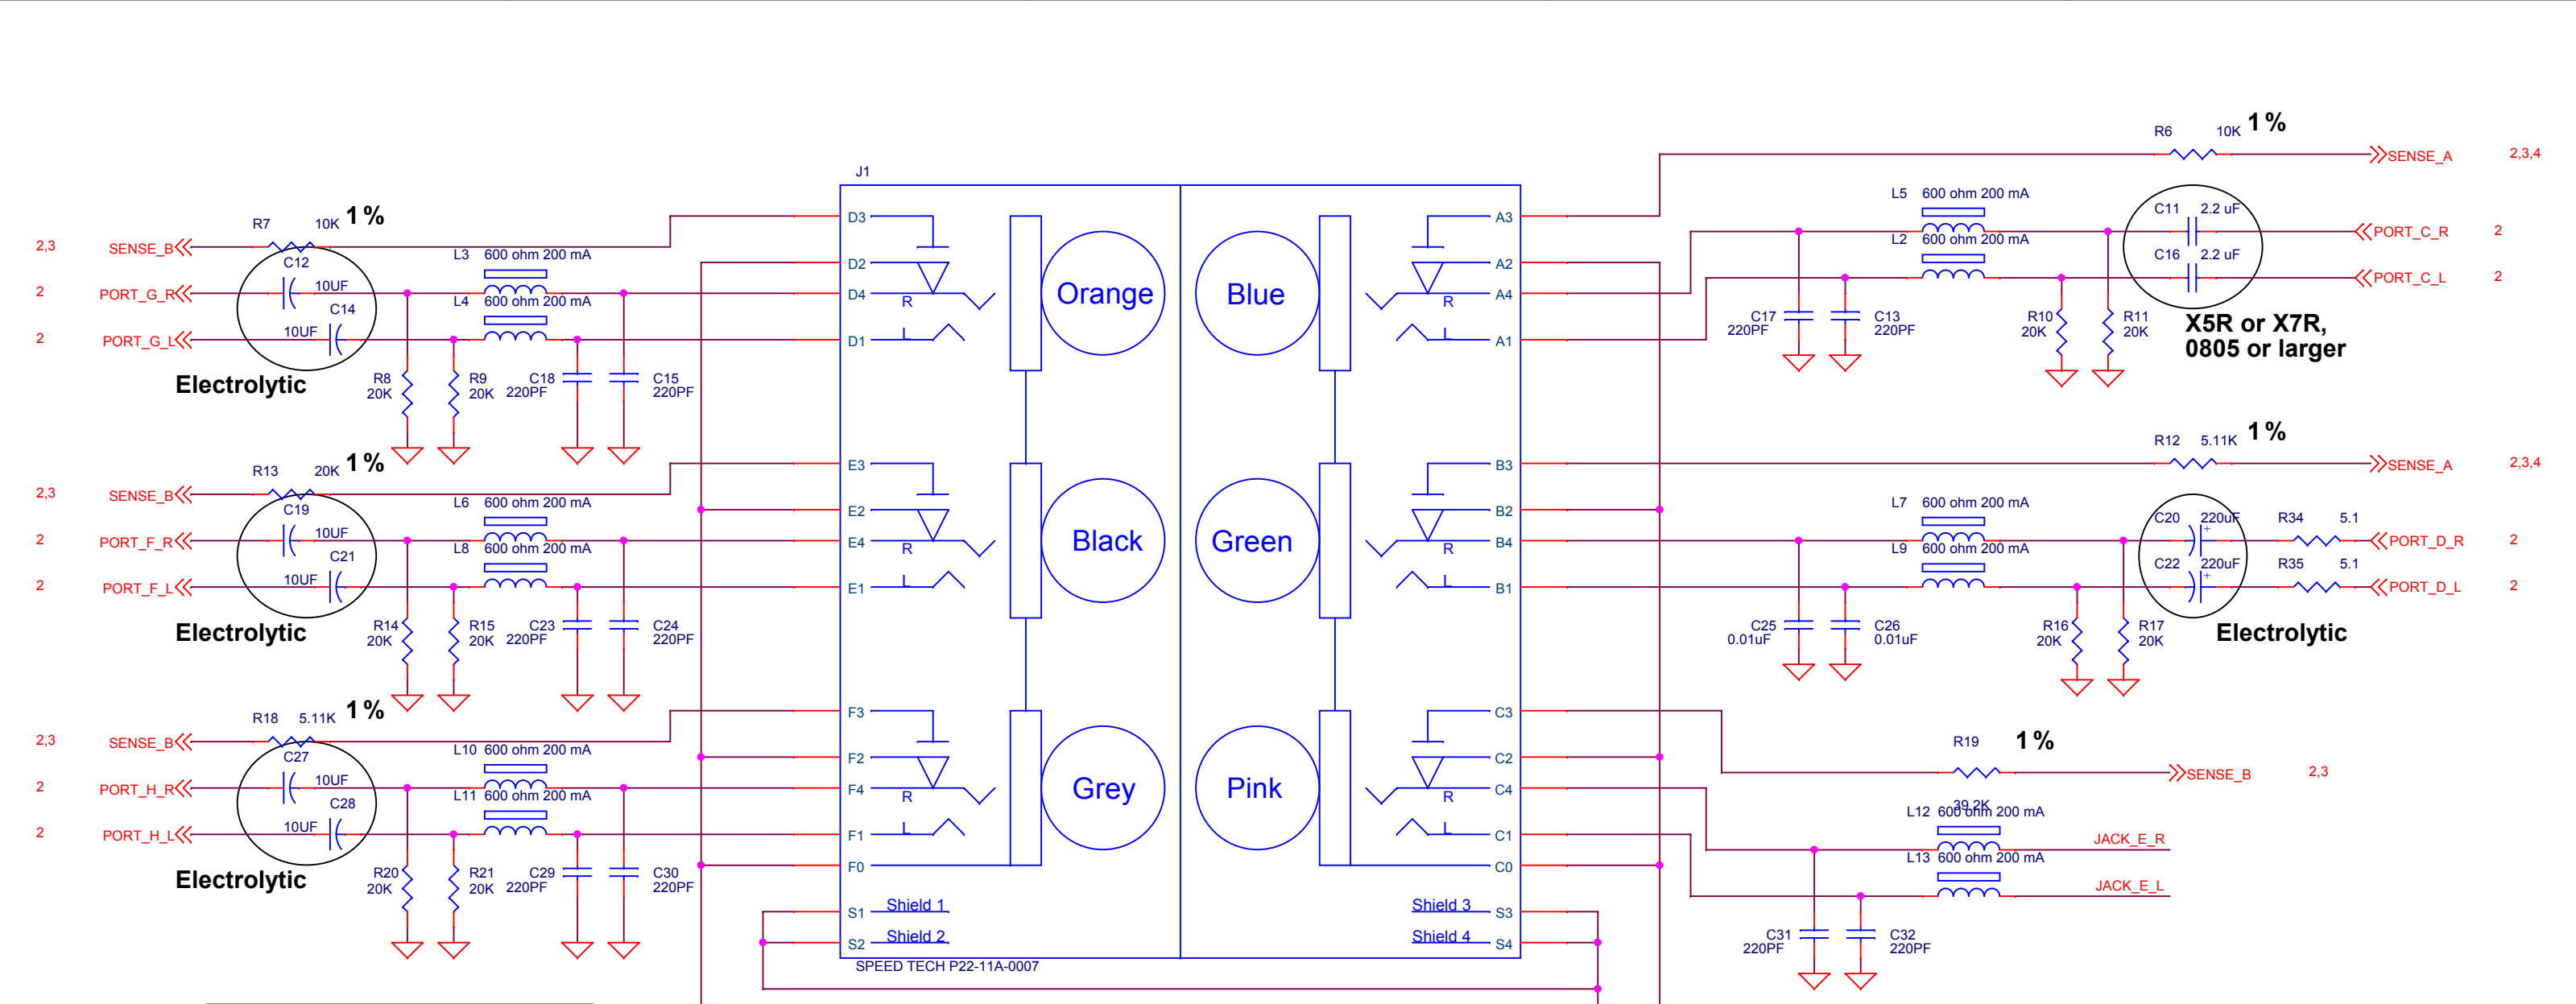 R6 10K 1%
SENSE_A 2,3,4
J1
L5 600 ohm 200 mA
C11 2.2 uF
R7 10K 1%
D3 A3
PORT_C_R 2
2,3 SENSE_B
L3 600 ohm 200 mA
L2 600 ohm 200 mA
C16 2.2 uF
C12
D2 A2
PORT_C_L 2
2 PORT_G_R
10UF
D4 R Orange Blue R A4
L4 600 ohm 200 mA
C14
2 PORT_G_L
10UF
D1 L L A1
C17 220PF
C13 220PF
R10 20K
R11 20K
X5R or X7R,
0805 or larger
Electrolytic
R8 20K
R9 20K
C18 220PF
C15 220PF
R12 5.11K 1%
SENSE_A 2,3,4
R13 20K 1%
E3 B3
2,3 SENSE_B
L6 600 ohm 200 mA
L7 600 ohm 200 mA
C19
E2 B2
C20 220uF +
R34 5.1
2 PORT_F_R
10UF
E4 R Black Green R B4
PORT_D_R 2
L8 600 ohm 200 mA
L9 600 ohm 200 mA
C21
C22 220uF +
R35 5.1
2 PORT_F_L
10UF
E1 L L B1
PORT_D_L 2
Electrolytic
R14 20K
R15 20K
C23 220PF
C24 220PF
C25 0.01uF
C26 0.01uF
R16 20K
R17 20K
Electrolytic
R18 5.11K 1%
F3 C3
2,3 SENSE_B
R19 1%
39.2K
SENSE_B 2,3
L10 600 ohm 200 mA
C27
F2 C2
2 PORT_H_R
10UF
F4 R Grey Pink R C4
L11 600 ohm 200 mA
C28
L12 600 ohm 200 mA
2 PORT_H_L
10UF
F1 L L C1
JACK_E_R
L13 600 ohm 200 mA
F0 C0
JACK_E_L
Electrolytic
R20 20K
R21 20K
C29 220PF
C30 220PF
S1 Shield 1 Shield 3 S3
S2 Shield 2 Shield 4 S4
C31 220PF
C32 220PF
SPEED TECH P22-11A-0007